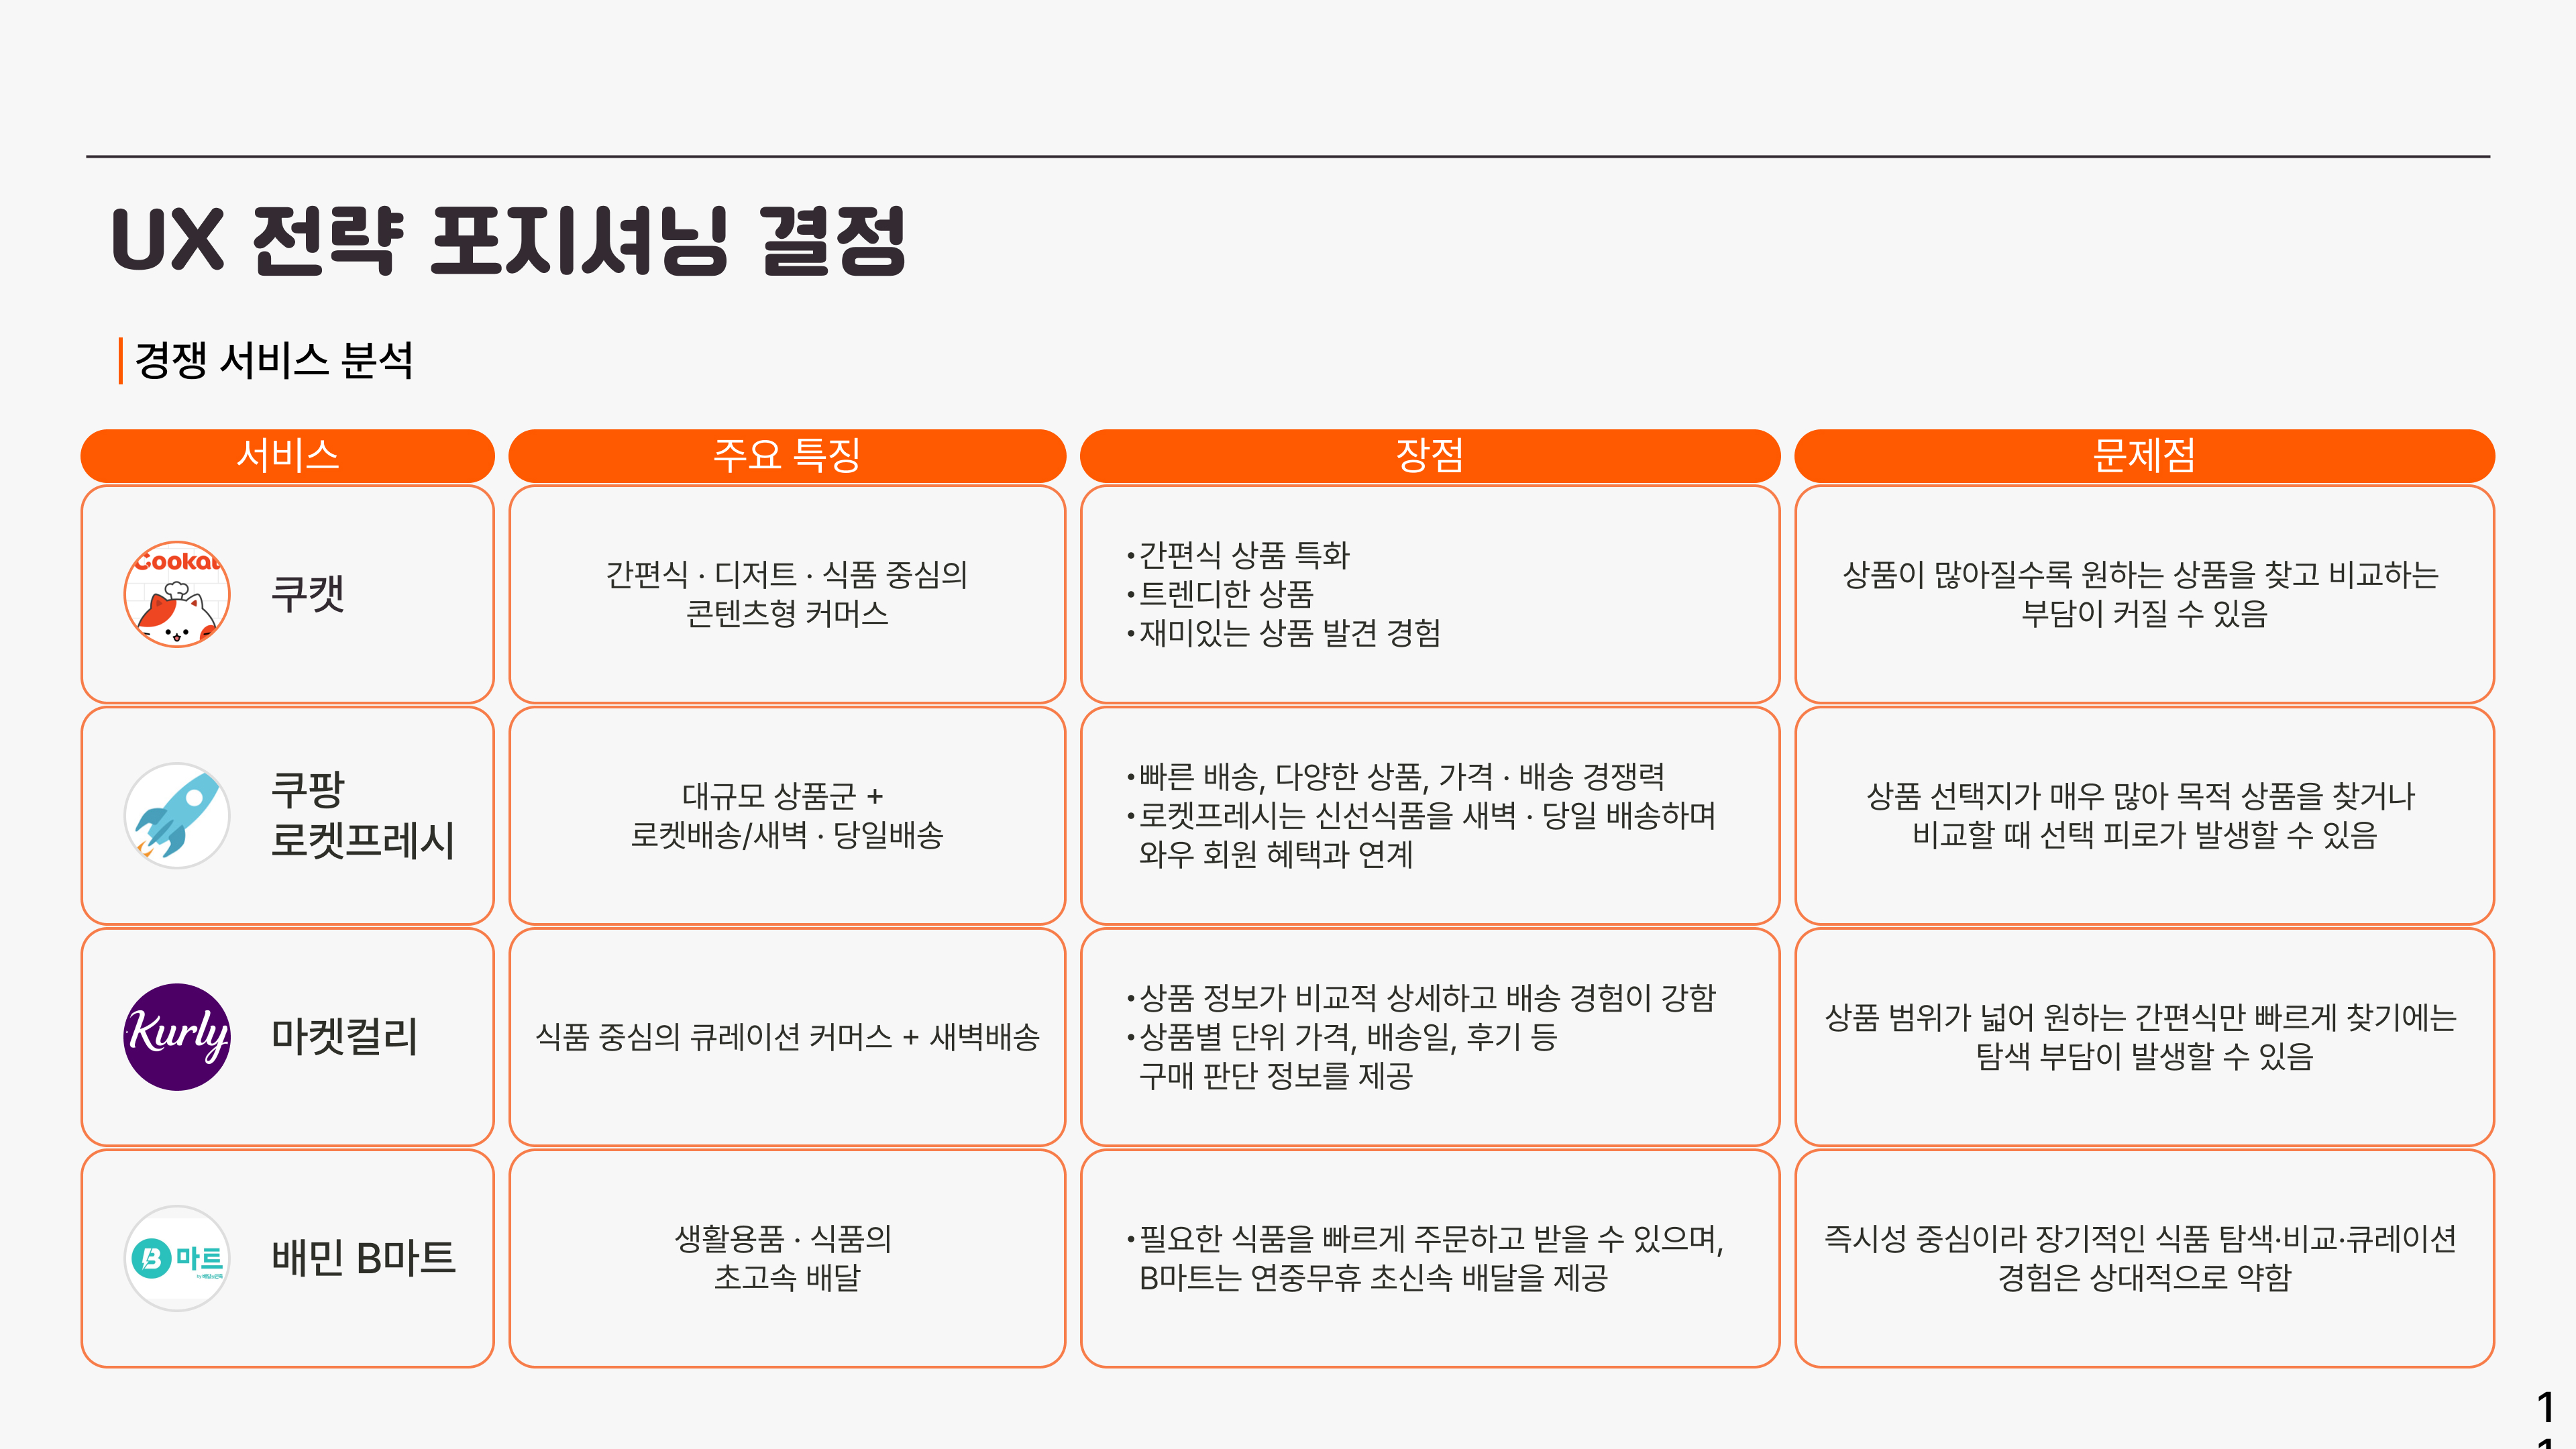 UX 전략 포지셔닝 결정
경쟁 서비스 분석
서비스
주요 특징
장점
문제점
Cookat
쿠캣
간편식 · 디저트 · 식품 중심의
콘텐츠형 커머스
•간편식 상품 특화
•트렌디한 상품
•재미있는 상품 발견 경험
상품이 많아질수록 원하는 상품을 찾고 비교하는
부담이 커질 수 있음
쿠팡
로켓프레시
대규모 상품군 +
로켓배송/새벽 · 당일배송
•빠른 배송, 다양한 상품, 가격 · 배송 경쟁력
•로켓프레시는 신선식품을 새벽 · 당일 배송하며
와우 회원 혜택과 연계
상품 선택지가 매우 많아 목적 상품을 찾거나
비교할 때 선택 피로가 발생할 수 있음
Kurly
마켓컬리
식품 중심의 큐레이션 커머스 + 새벽배송
•상품 정보가 비교적 상세하고 배송 경험이 강함
•상품별 단위 가격, 배송일, 후기 등
구매 판단 정보를 제공
상품 범위가 넓어 원하는 간편식만 빠르게 찾기에는
탐색 부담이 발생할 수 있음
B 마트
by 배달의민족
배민 B마트
생활용품 · 식품의
초고속 배달
•필요한 식품을 빠르게 주문하고 받을 수 있으며,
B마트는 연중무휴 초신속 배달을 제공
즉시성 중심이라 장기적인 식품 탐색·비교·큐레이션
경험은 상대적으로 약함
1